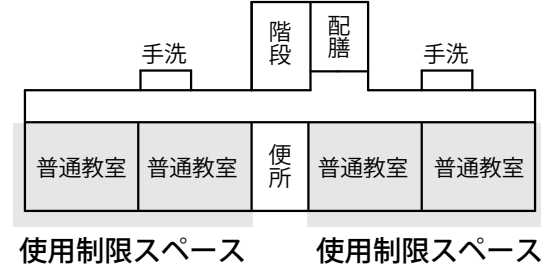 階段
配膳
手洗
手洗
普通教室
普通教室
便所
普通教室
普通教室
使用制限スペース
使用制限スペース